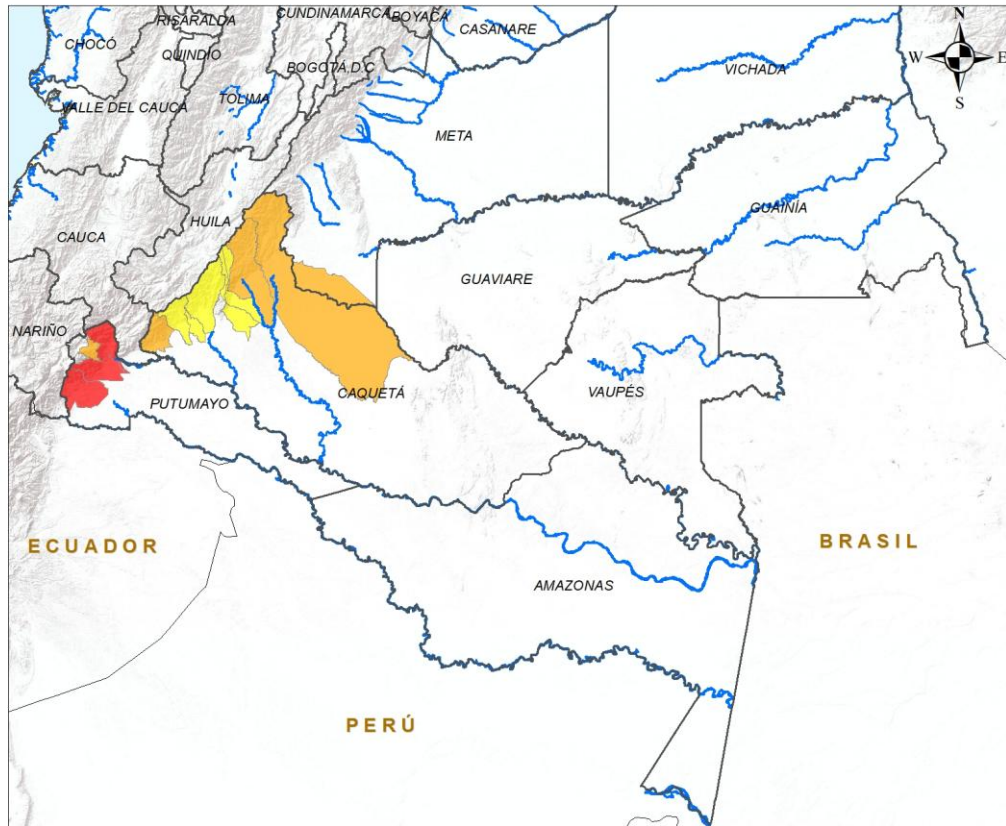 CUNDINAMARCA
BOYACÁ
RISARALDA
CASANARE
N
CHOCÓ
QUINDÍO
W
E
BOGOTÁ D.C
VICHADA
TOLIMA
S
VALLE DEL CAUCA
META
GUAINÍA
HUILA
CAUCA
GUAVIARE
NARIÑO
CAQUETÁ
VAUPÉS
PUTUMAYO
ECUADOR
BRASIL
AMAZONAS
PERÚ